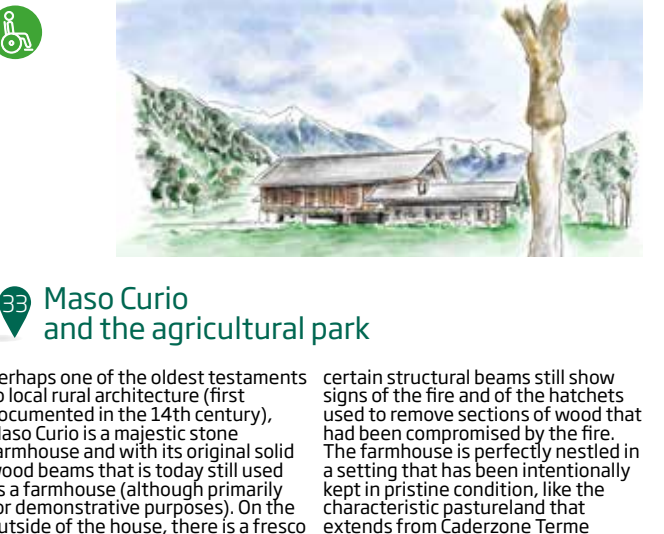 33
Maso Curio
and the agricultural park
erhaps one of the oldest testaments
o local rural architecture (first
ocumented in the 14th century),
aso Curio is a majestic stone
armhouse and with its original solid
ood beams that is today still used
s a farmhouse (although primarily
or demonstrative purposes). On the
utside of the house, there is a fresco
certain structural beams still show
signs of the fire and of the hatchets
used to remove sections of wood that
had been compromised by the fire.
The farmhouse is perfectly nestled in
a setting that has been intentionally
kept in pristine condition, like the
characteristic pastureland that
extends from Caderzone Terme